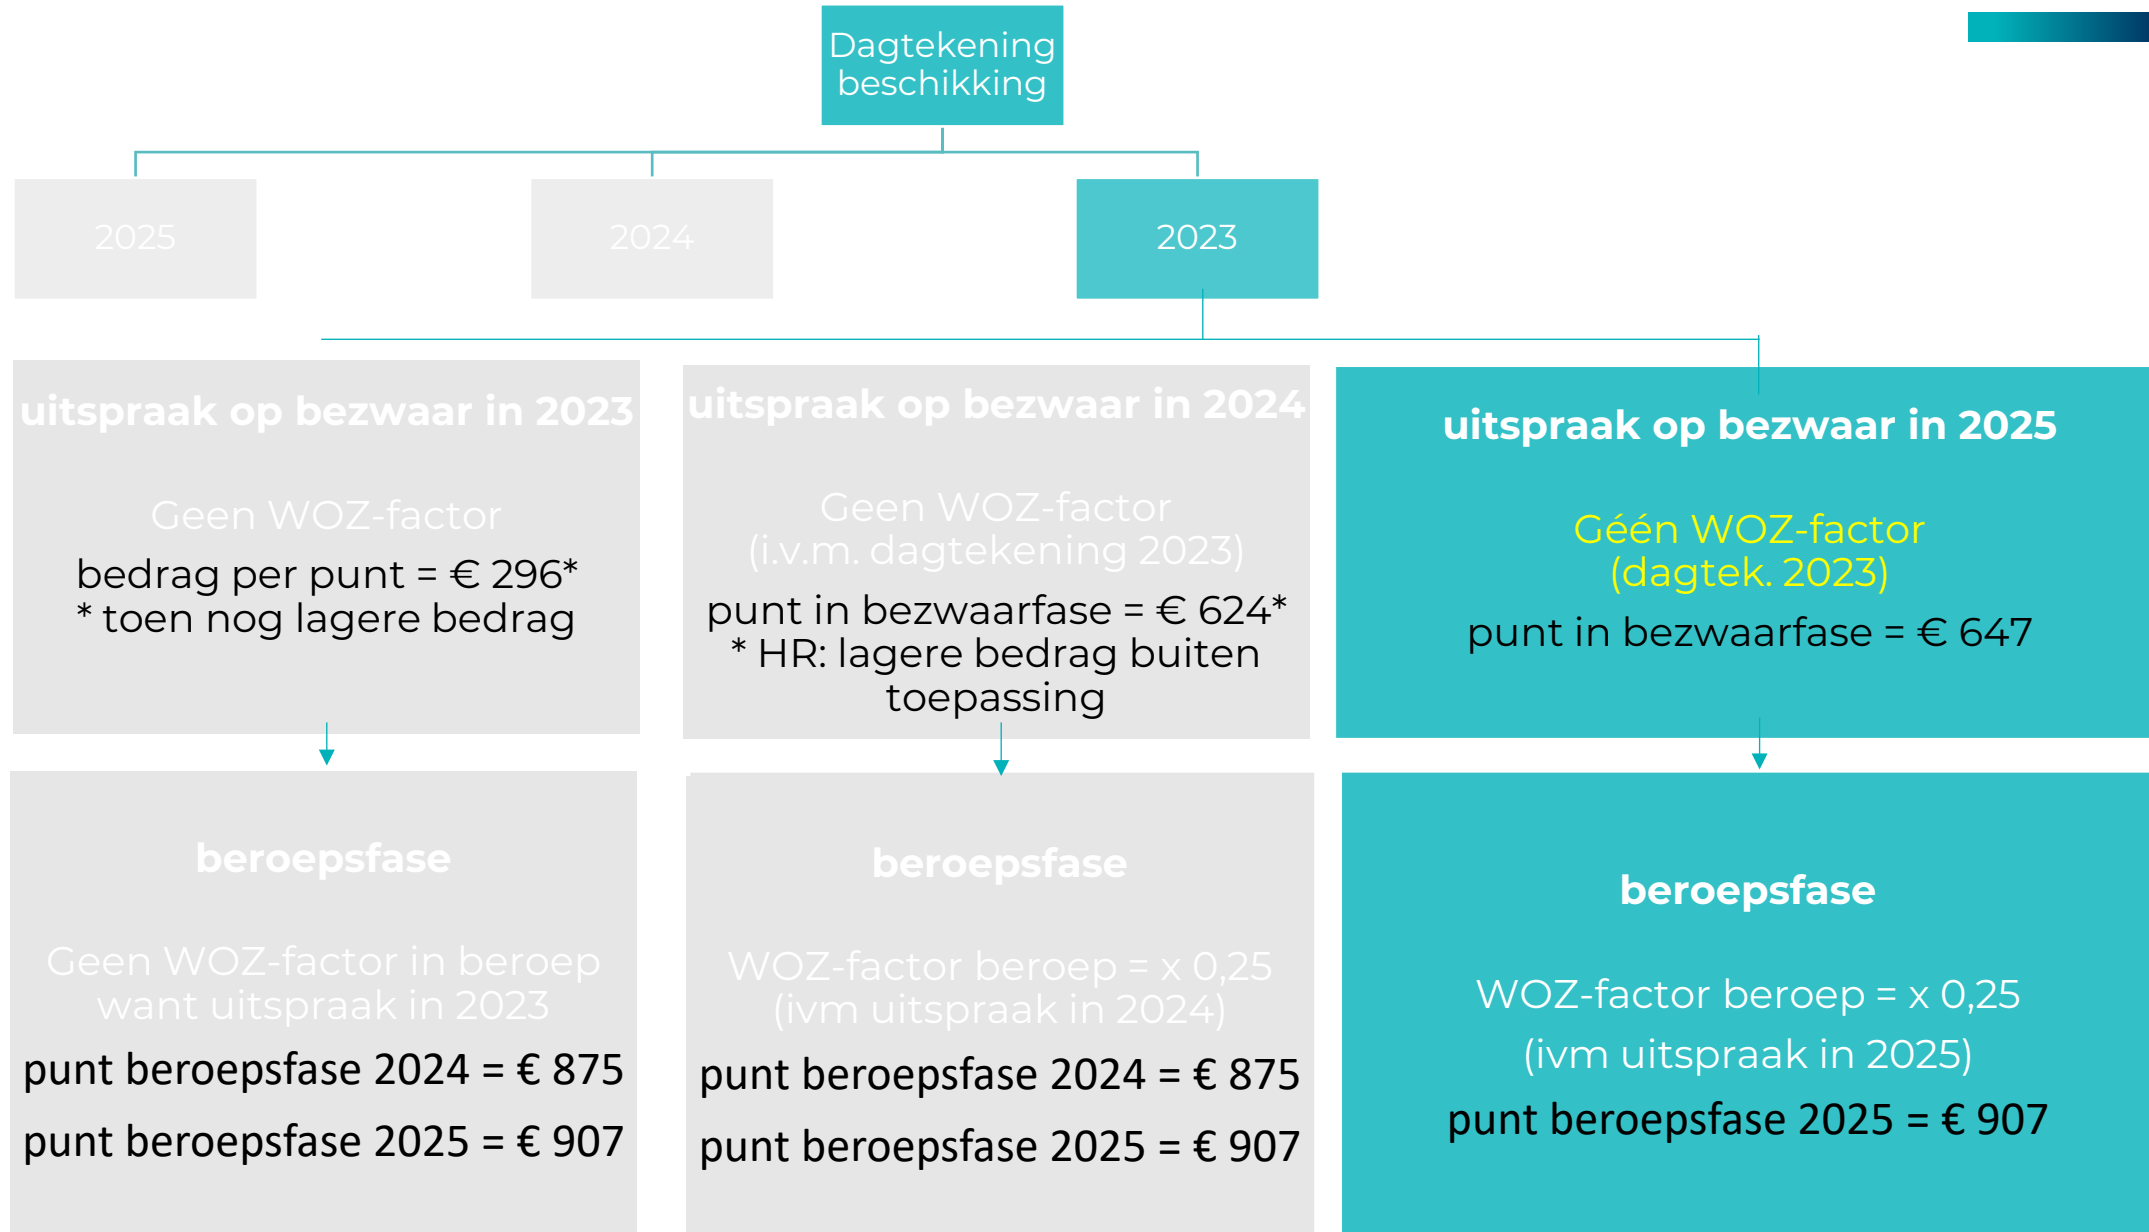 Dagtekening
beschikking
2025
2024
2023
uitspraak op bezwaar in 2023
Geen WOZ-factor
bedrag per punt = € 296*
* toen nog lagere bedrag
uitspraak op bezwaar in 2024
Geen WOZ-factor
(i.v.m. dagtekening 2023)
punt in bezwaarfase = € 624*
* HR: lagere bedrag buiten
toepassing
uitspraak op bezwaar in 2025
Géén WOZ-factor
(dagtek. 2023)
punt in bezwaarfase = € 647
beroepsfase
Geen WOZ-factor in beroep
want uitspraak in 2023
punt beroepsfase 2024 = € 875
punt beroepsfase 2025 = € 907
beroepsfase
WOZ-factor beroep = x 0,25
(ivm uitspraak in 2024)
punt beroepsfase 2024 = € 875
punt beroepsfase 2025 = € 907
beroepsfase
WOZ-factor beroep = x 0,25
(ivm uitspraak in 2025)
punt beroepsfase 2025 = € 907